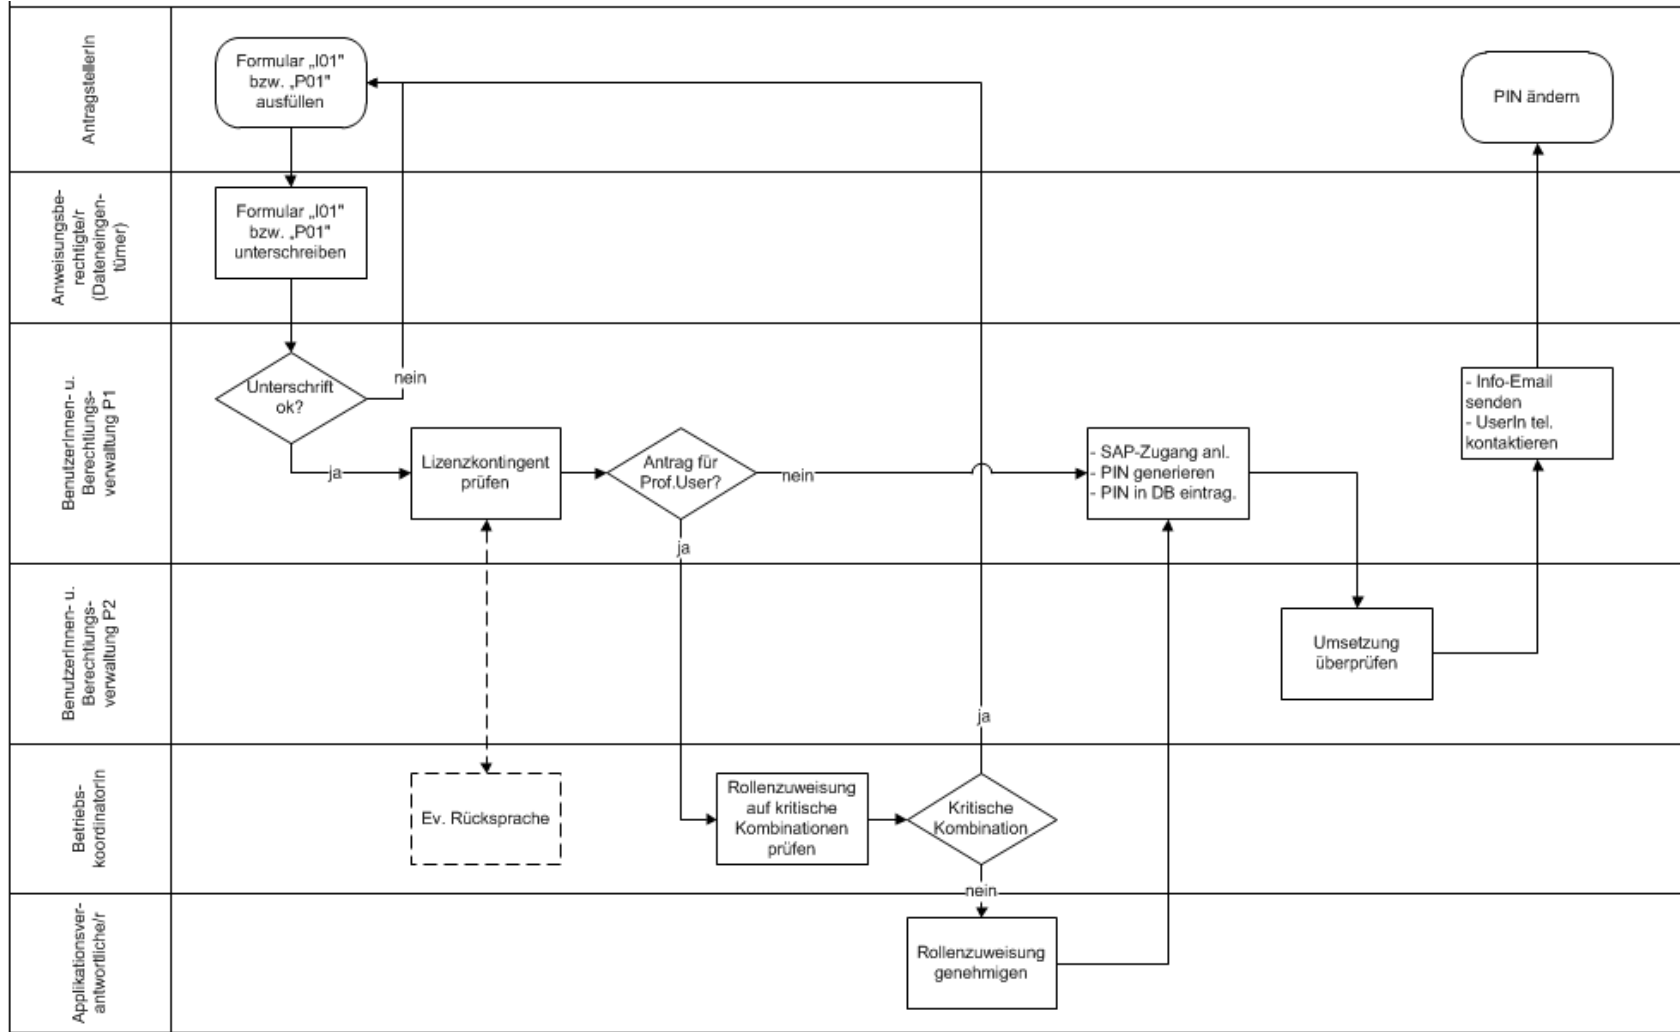 AntragstellerIn
Formular „I01"
bzw. „P01"
ausfüllen
PIN ändern
Anweisungsbe-
rechtigte/r
(Dateneingen-
tümer)
Formular „I01"
bzw. „P01"
unterschreiben
BenutzerInnen- u.
Berechtiungs-
verwaltung P1
Unterschrift
ok?
nein
ja
Lizenzkontingent
prüfen
Antrag für
Prof.User?
nein
ja
- SAP-Zugang anl.
- PIN generieren
- PIN in DB eintrag.
- Info-Email
senden
- UserIn tel.
kontaktieren
BenutzerInnen- u.
Berechtiungs-
verwaltung P2
Umsetzung
überprüfen
ja
Betriebs-
koordinatorIn
Ev. Rücksprache
Rollenzuweisung
auf kritische
Kombinationen
prüfen
Kritische
Kombination
nein
Applikationsver-
antwortliche/r
Rollenzuweisung
genehmigen